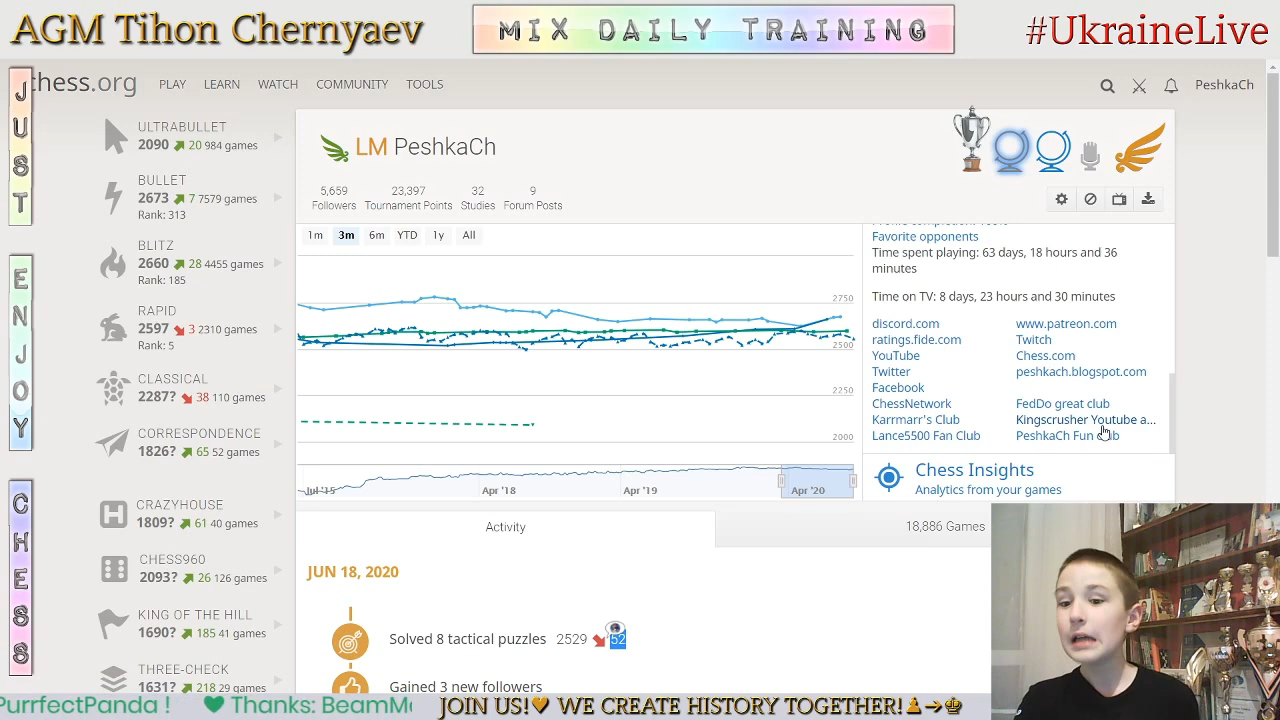 AGM Tihon Chernyaev
MIX DAILY TRAINING
#UkraineLive
JUST
ENJOY
CHESS
chess.org
PLAY LEARN WATCH COMMUNITY TOOLS
PeshkaCh
ULTRABULLET
2090 20 984 games
BULLET
2673 7 7579 games
Rank: 313
BLITZ
2660 28 4455 games
Rank: 185
RAPID
2597 3 2310 games
Rank: 5
CLASSICAL
2287? 38 110 games
CORRESPONDENCE
1826? 65 52 games
CRAZYHOUSE
1809? 61 40 games
CHESS960
2093? 26 126 games
KING OF THE HILL
1690? 185 41 games
THREE-CHECK
1631? 218 29 games
LM PeshkaCh
5,659 23,397 32 9
Followers Tournament Points Studies Forum Posts
1m 3m 6m YTD 1y All
2750
2500
2250
2000
Jul '15 Apr '18 Apr '19 Apr '20
Favorite opponents
Time spent playing: 63 days, 18 hours and 36
minutes
Time on TV: 8 days, 23 hours and 30 minutes
discord.com www.patreon.com
ratings.fide.com Twitch
YouTube Chess.com
Twitter peshkach.blogspot.com
Facebook
ChessNetwork FedDo great club
Karrmarr's Club Kingscrusher Youtube a...
Lance5500 Fan Club PeshkaCh Fun club
Chess Insights
Analytics from your games
Activity 18,886 Games
JUN 18, 2020
Solved 8 tactical puzzles 2529 52
Gained 3 new followers
PurrfectPanda ! Thanks: BeamM
JOIN US! WE CREATE HISTORY TOGETHER!